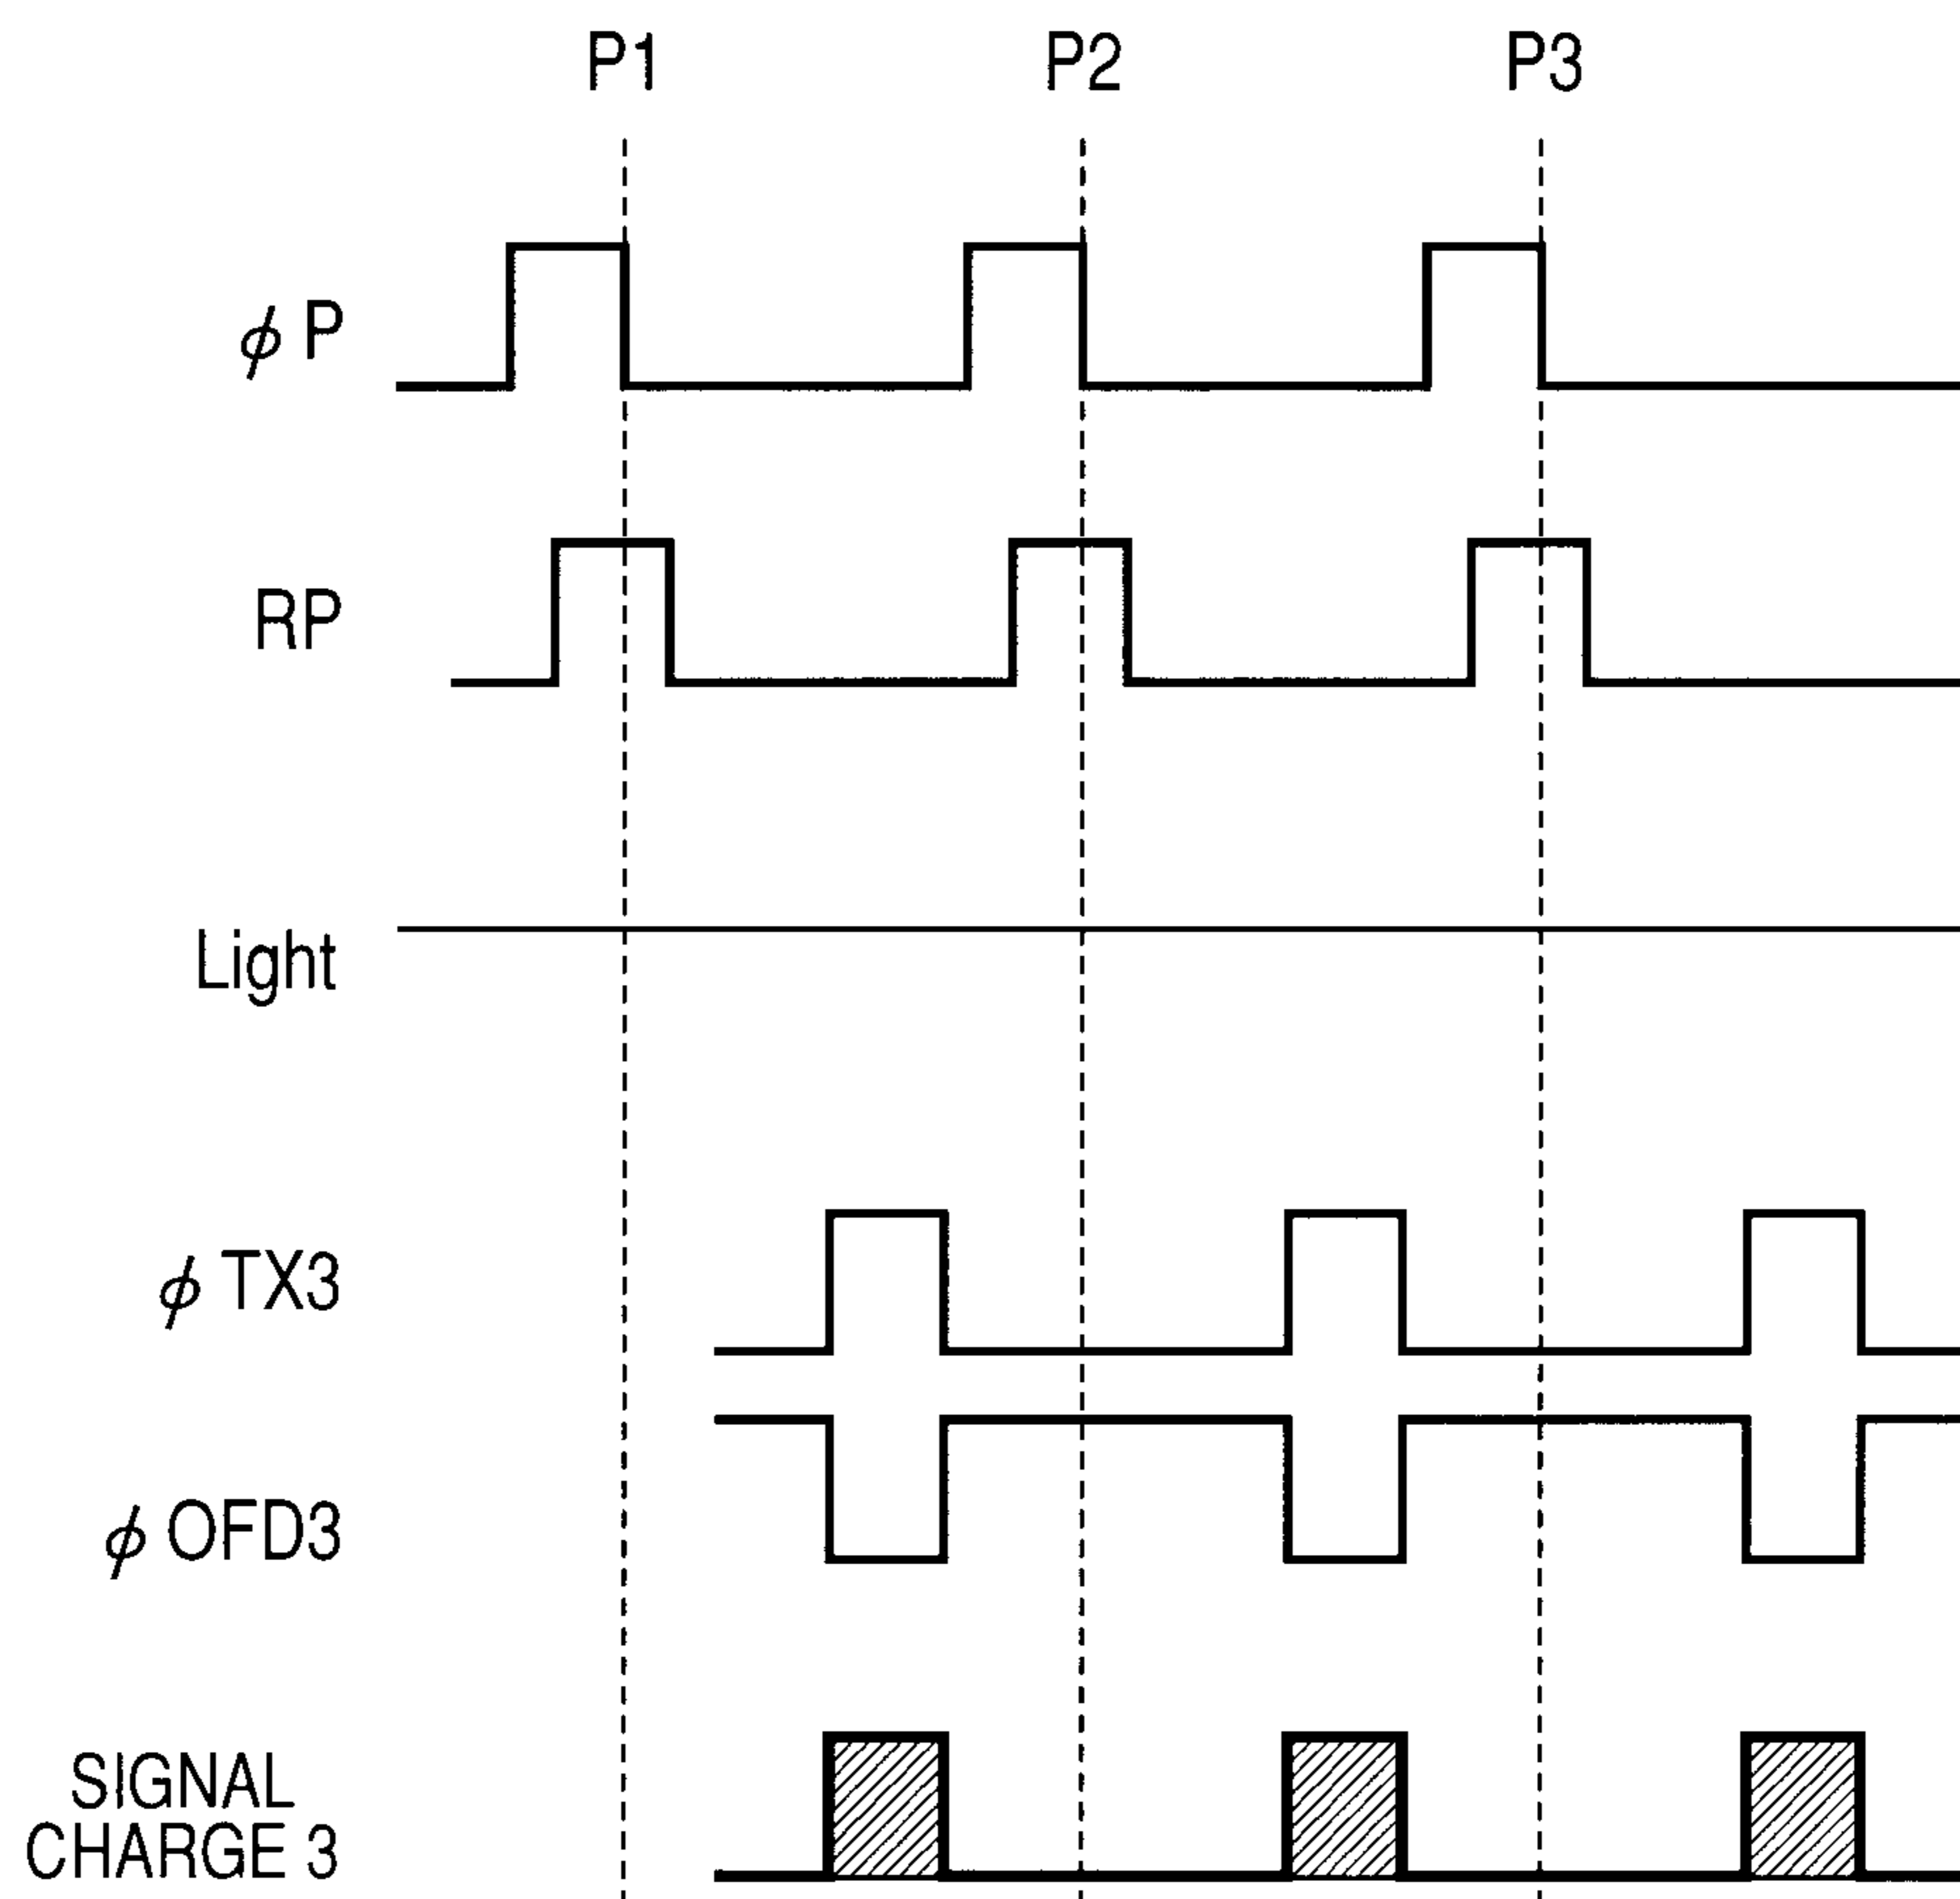 P1 P2 P3
ϕ P
RP
Light
ϕ TX3
ϕ OFD3
SIGNAL
CHARGE 3